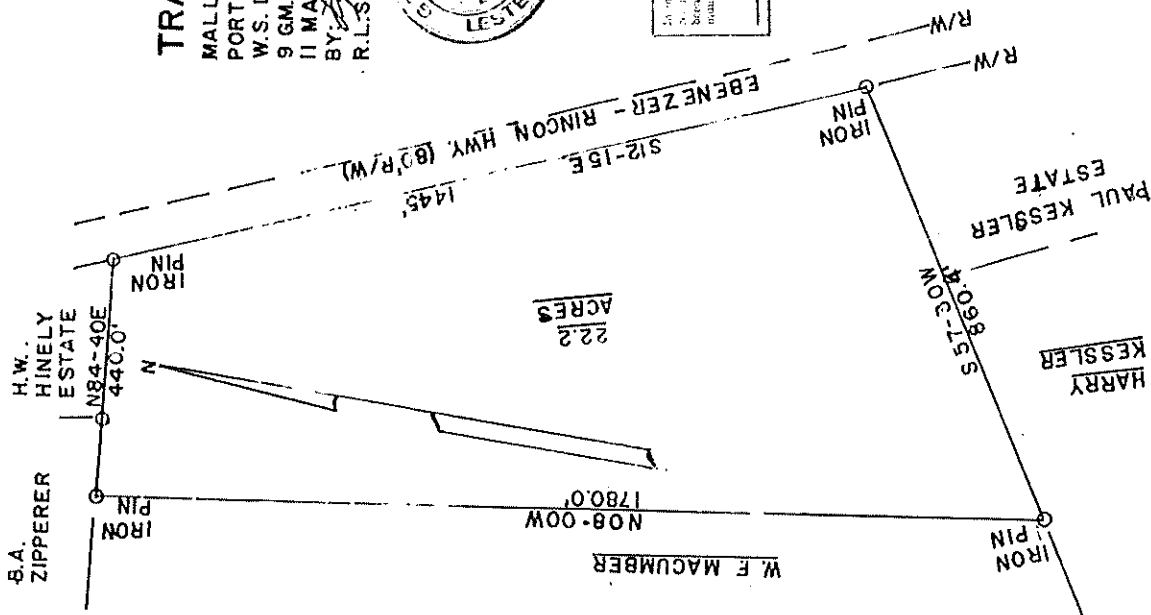 TRA
MALL
PORT
W.S.
9 G.M.
11 MA
BY:
R.L.S
LESTE
R/W
R/W
EBENEZER - RINCON HWY. (80' R/W)
S12-15E
1445'
IRON
PIN
IRON
PIN
H.W.
HINELY
ESTATE
N84-40E
440.0'
N
22.2
ACRES
PAUL KESSLER
ESTATE
S 57-30W
860.4'
HARRY
KESSLER
B.A.
ZIPPERER
IRON
PIN
1780.0'
N08-00W
W.F MACUMBER
IRON
PIN